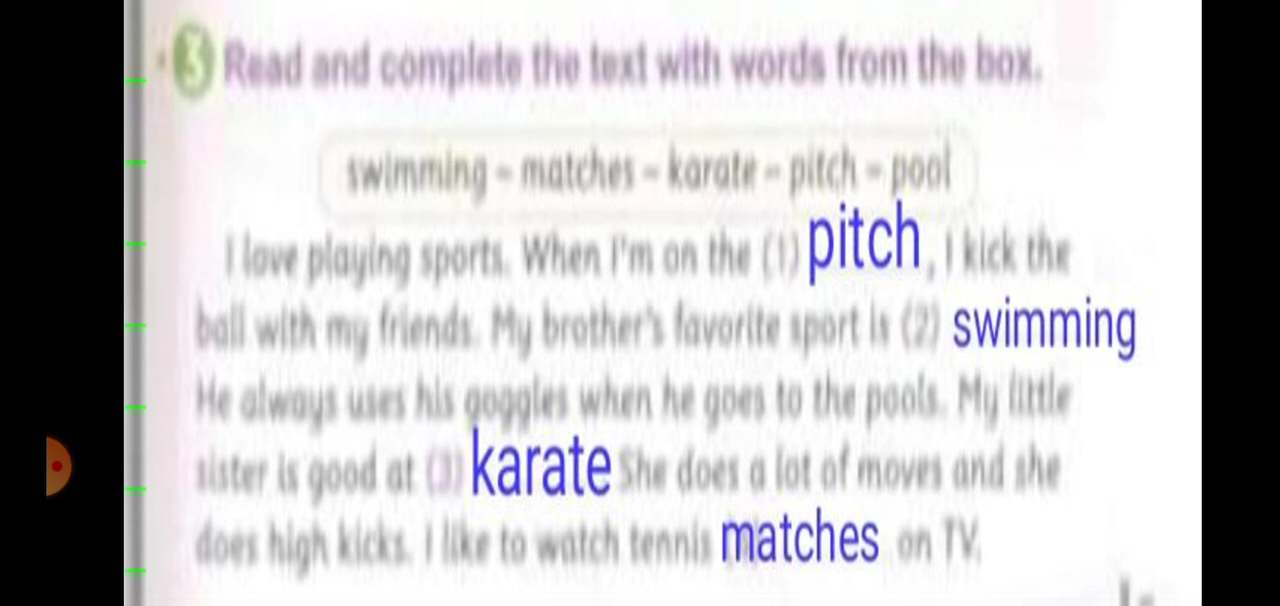 3 Read and complete the text with words from the box.
swimming - matches - karate - pitch - pool
I love playing sports. When I'm on the (1) pitch, I kick the
ball with my friends. My brother's favorite sport is (2) swimming
He always uses his goggles when he goes to the pools. My little
sister is good at (3) karate She does a lot of moves and she
does high kicks. I like to watch tennis matches on TV.